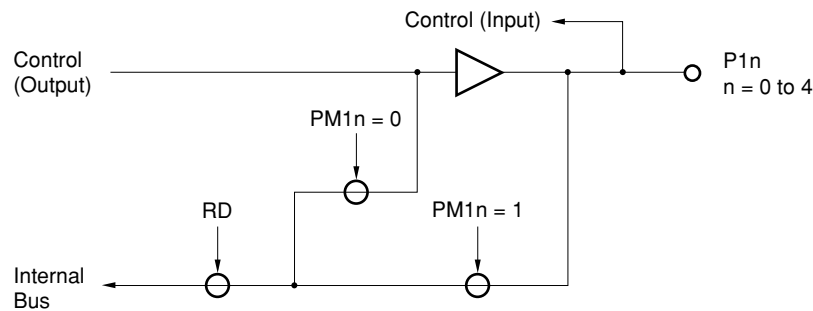 Control (Input)
Control
(Output)
P1n
n = 0 to 4
PM1n = 0
RD
PM1n = 1
Internal
Bus